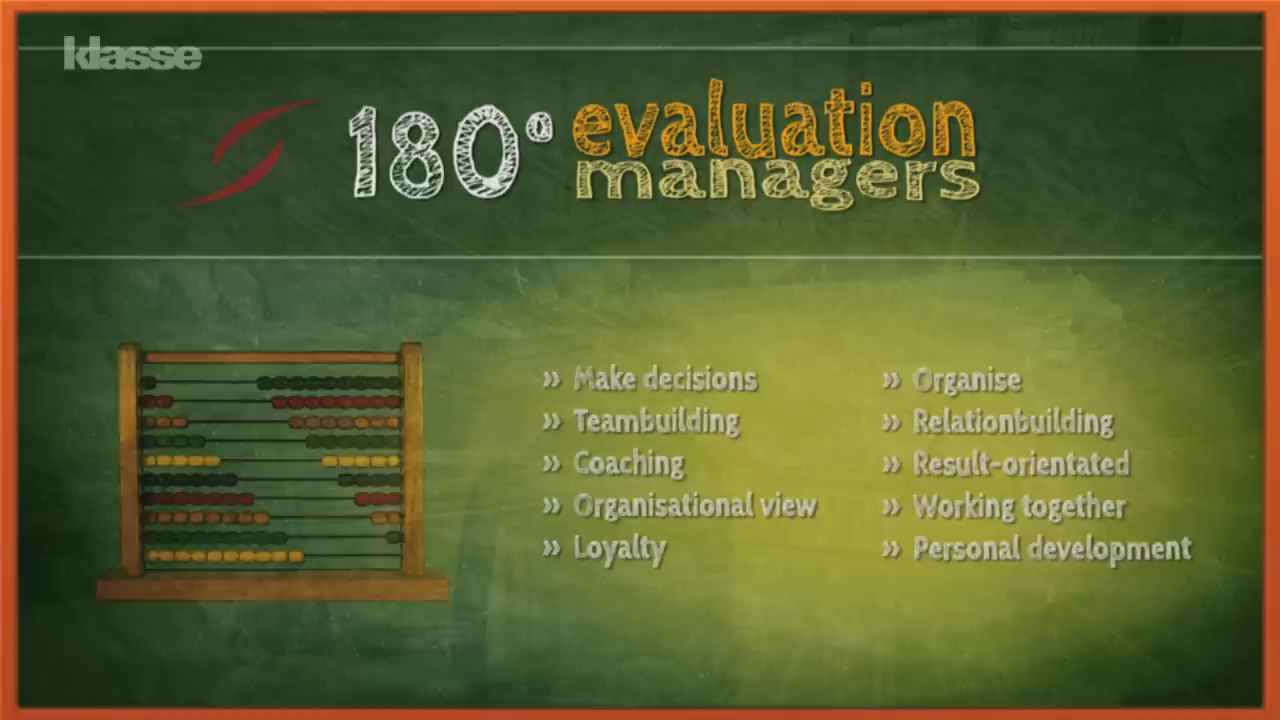 klasse
180° evaluation
managers
» Make decisions
» Teambuilding
» Coaching
» Organisational view
» Loyalty
» Organise
» Relationbuilding
» Result-orientated
» Working together
» Personal development